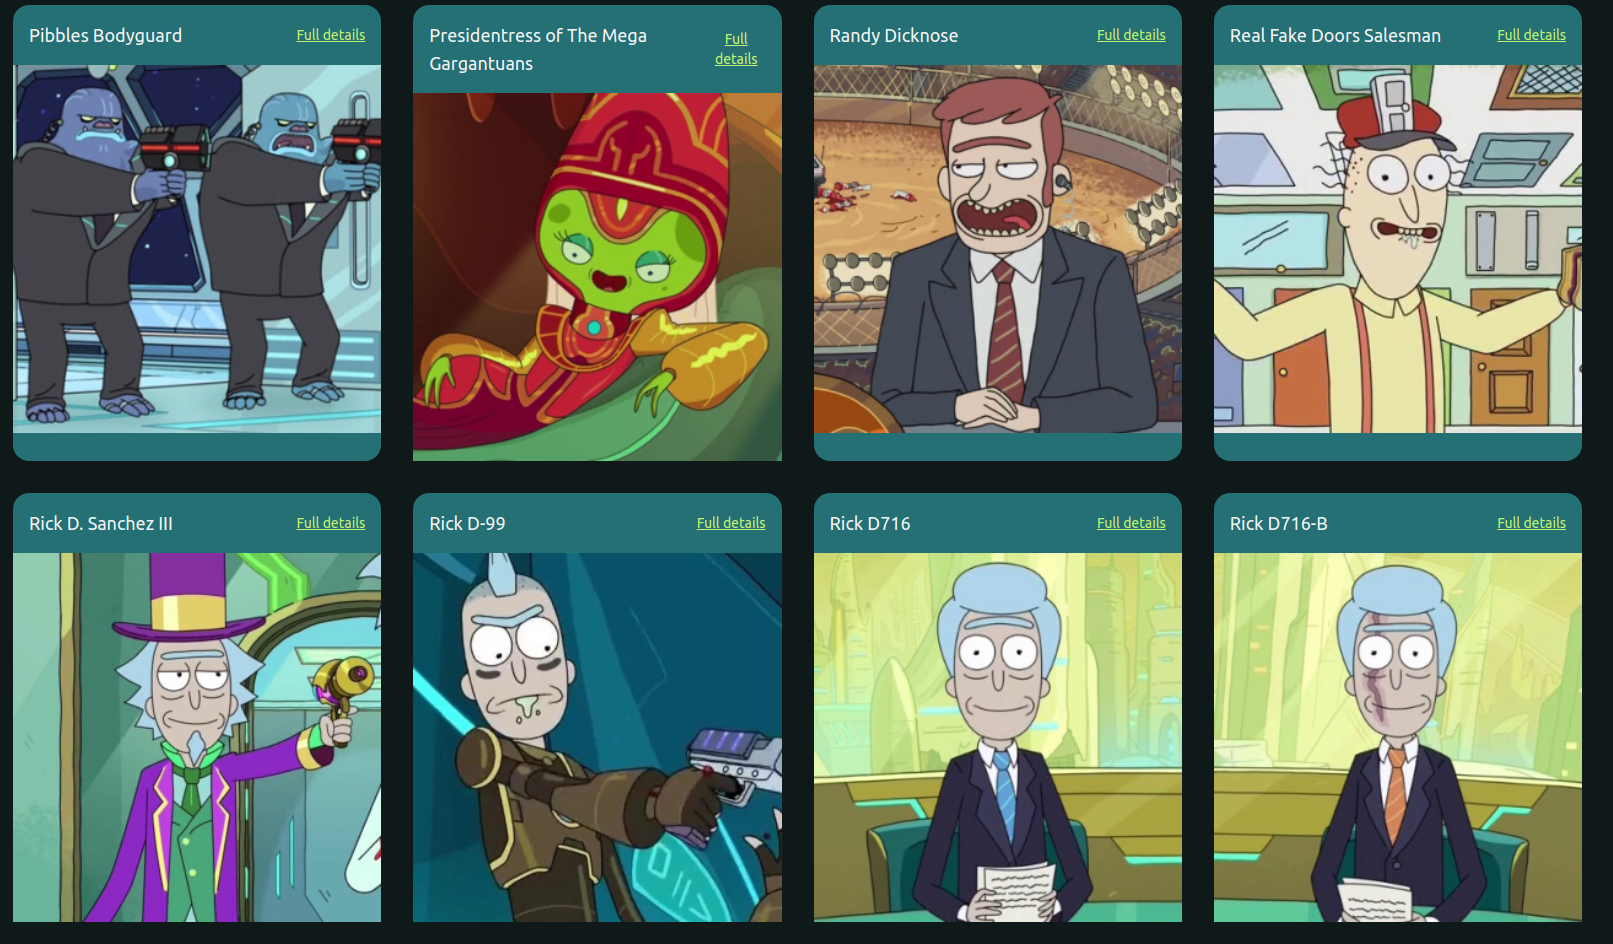 Pibbles Bodyguard
Full details
Presidentress of The Mega
Gargantuans
Full
details
Randy Dicknose
Full details
Real Fake Doors Salesman
Full details
Rick D. Sanchez III
Full details
Rick D-99
Full details
Rick D716
Full details
Rick D716-B
Full details